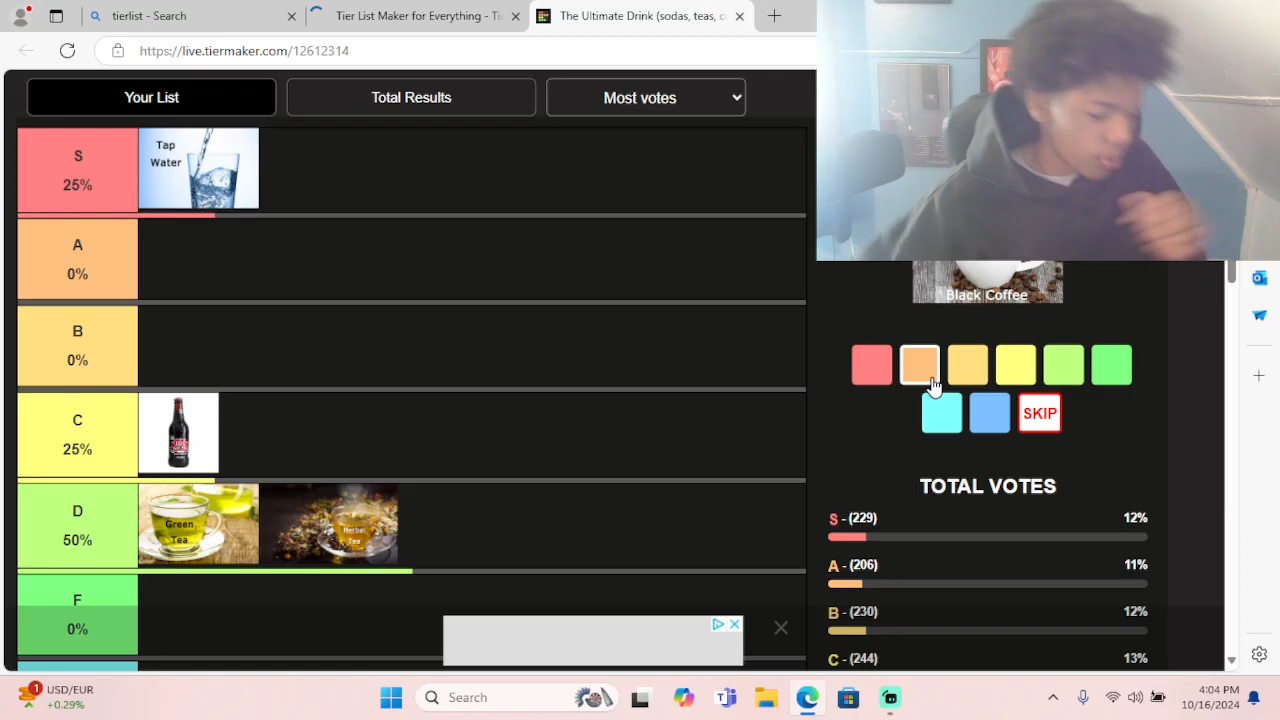 tierlist - Search
Tier List Maker for Everything - Ti
The Ultimate Drink (sodas, teas, co
https://live.tiermaker.com/12612314
Your List
Total Results
Most votes
S
25%
Tap
Water
A
0%
B
0%
C
25%
D
50%
Green
Tea
Herbal
Tea
F
0%
Black Coffee
SKIP
TOTAL VOTES
S - (229)
12%
A - (206)
11%
B - (230)
12%
C - (244)
13%
1
USD/EUR
+0.29%
Search
4:04 PM
10/16/2024